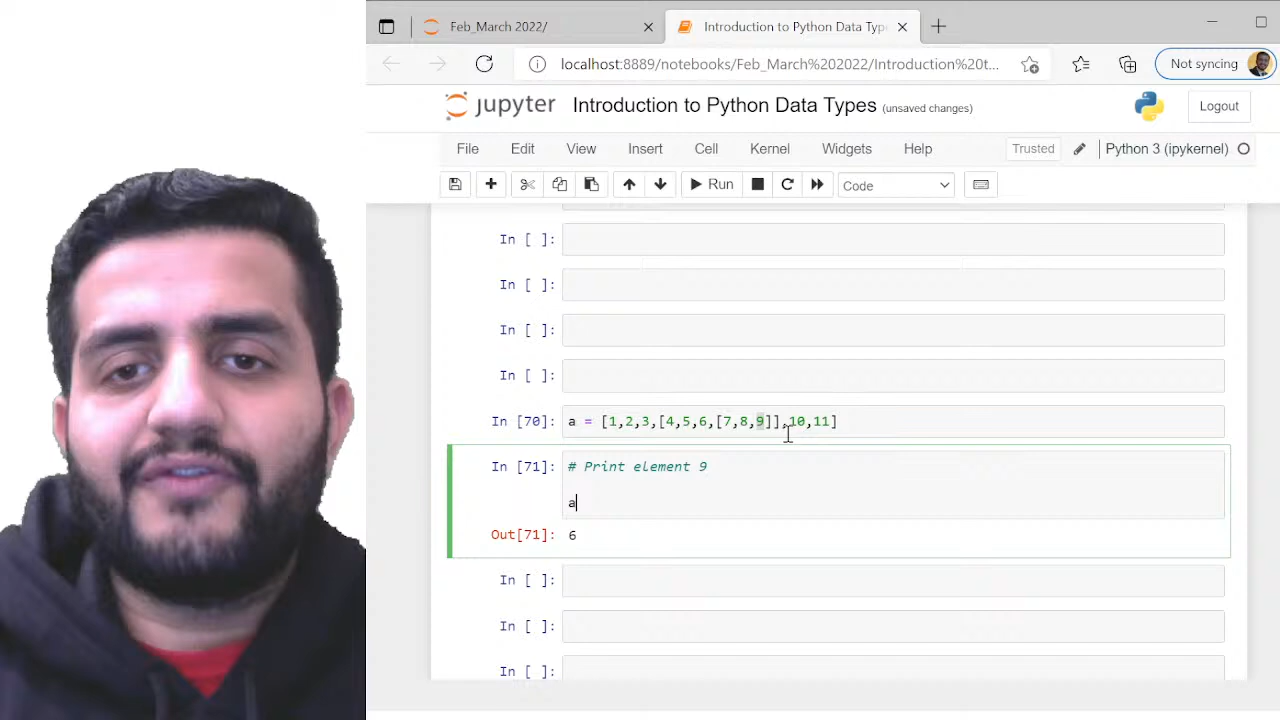 Feb_March 2022/
Introduction to Python Data Type
localhost:8889/notebooks/Feb_March%202022/Introduction%20t...
Not syncing
jupyter Introduction to Python Data Types (unsaved changes)
Logout
File Edit View Insert Cell Kernel Widgets Help
Trusted
Python 3 (ipykernel)
Run
Code
In [ ]:
In [ ]:
In [ ]:
In [ ]:
In [70]: a = [1,2,3,[4,5,6,[7,8,9]],10,11]
In [71]: # Print element 9
a
Out[71]: 6
In [ ]:
In [ ]:
In [ ]: